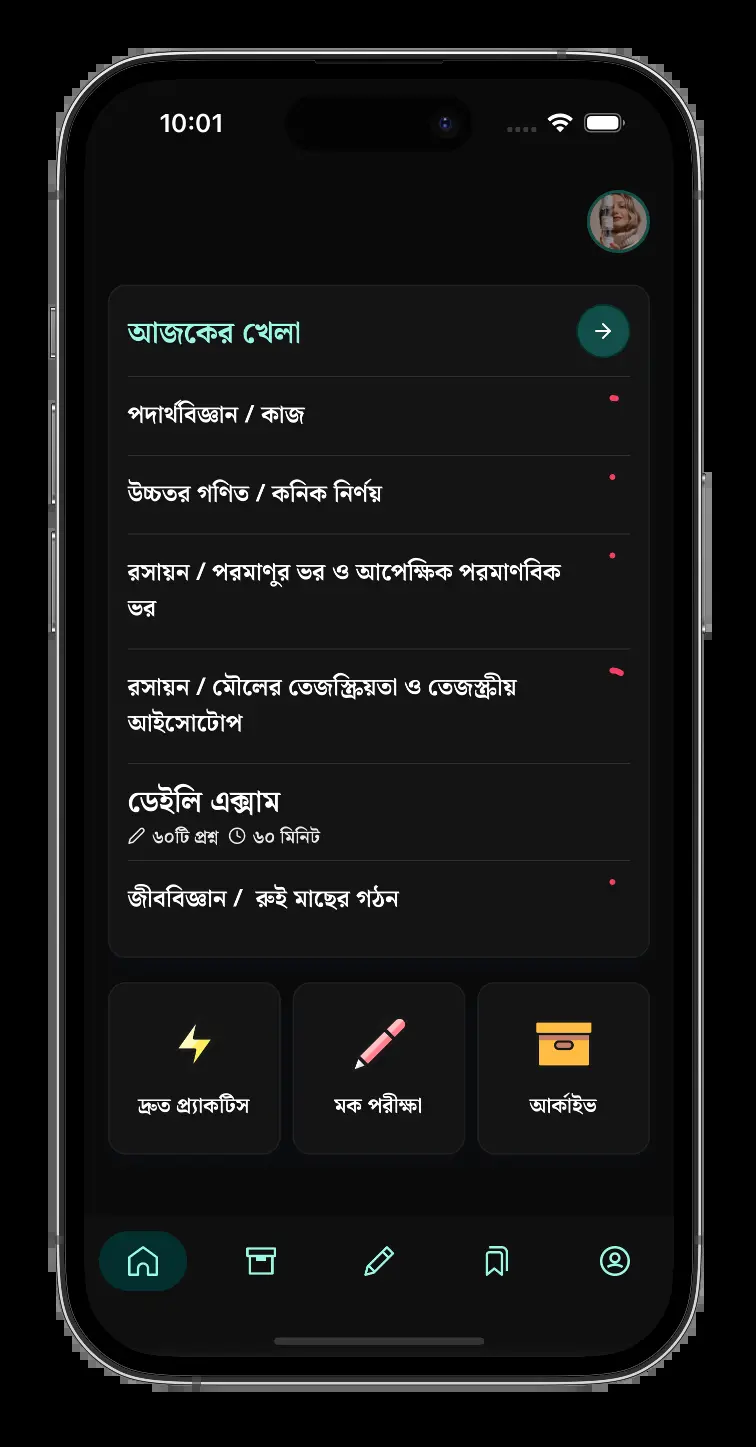 10:01
আজকের খেলা
পদার্থবিজ্ঞান / কাজ
উচ্চতর গণিত / কনিক নির্ণয়
রসায়ন / পরমাণুর ভর ও আপেক্ষিক পরমাণবিক
ভর
রসায়ন / মৌলের তেজস্ক্রিয়তা ও তেজস্ক্রীয়
আইসোটোপ
ডেইলি এক্সাম
৬০টি প্রশ্ন ৬০ মিনিট
জীববিজ্ঞান / রুই মাছের গঠন
দ্রুত প্র্যাকটিস
মক পরীক্ষা
আর্কাইভ